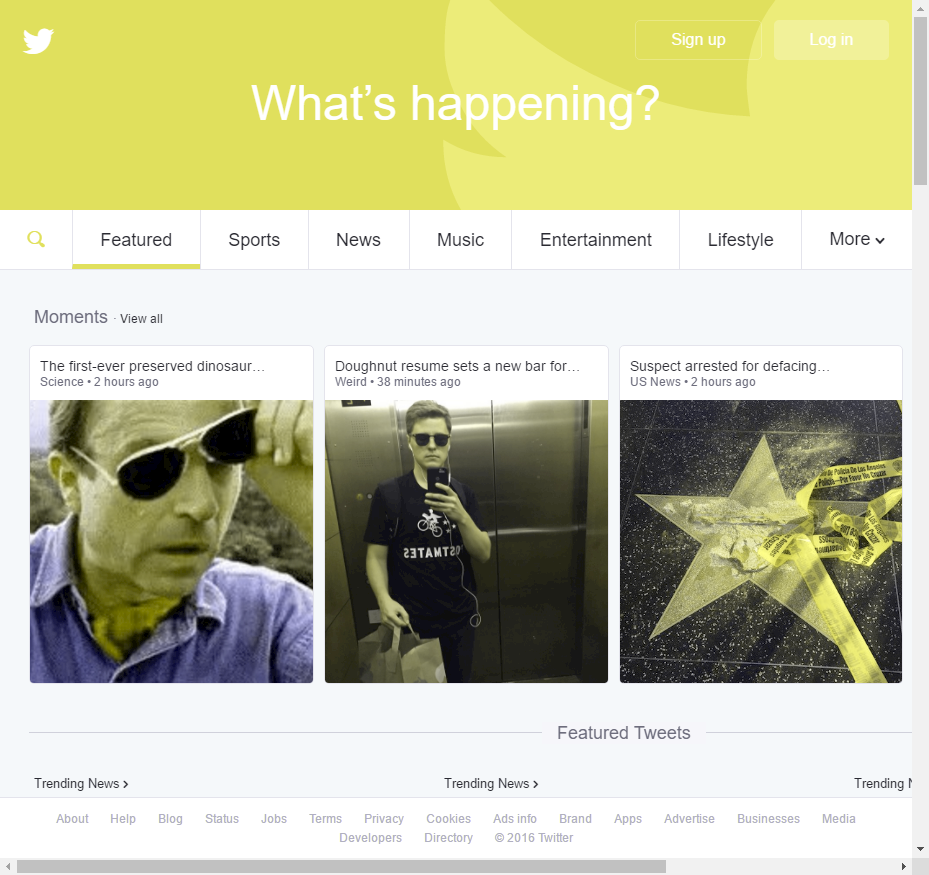 Sign up
Log in
What's happening?
Featured
Sports
News
Music
Entertainment
Lifestyle
More
Moments · View all
The first-ever preserved dinosaur…
Science • 2 hours ago
Doughnut resume sets a new bar for…
Weird • 38 minutes ago
Suspect arrested for defacing…
US News • 2 hours ago
POSTMATES
Featured Tweets
Trending News
Trending News
Trending
About Help Blog Status Jobs Terms Privacy Cookies Ads info Brand Apps Advertise Businesses Media
Developers Directory © 2016 Twitter